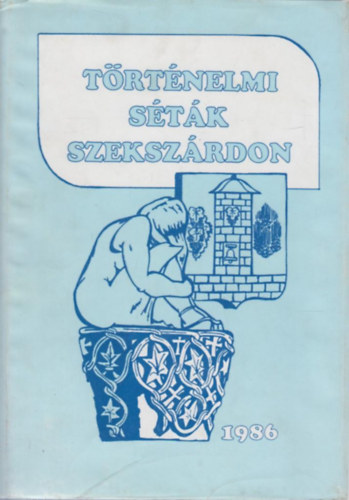 TÖRTÉNELMI
SÉTÁK
SZEKSZÁRDON
1986